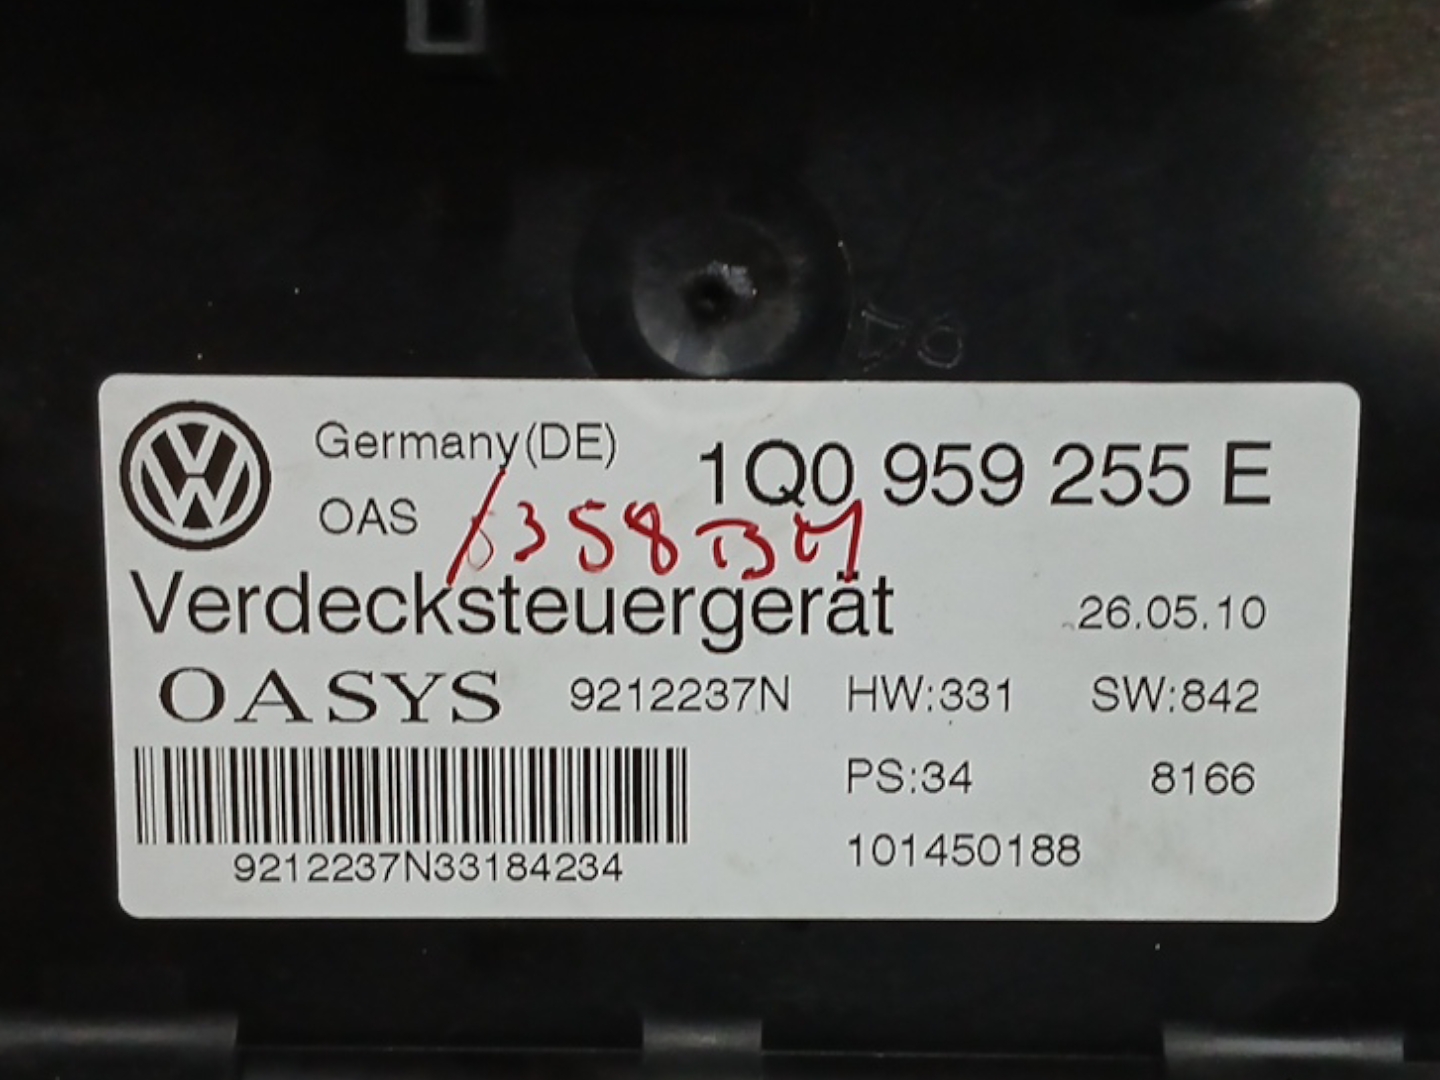 Germany(DE)
1Q0 959 255 E
OAS
Verdecksteuergerät
26.05.10
OASYS 9212237N HW:331 SW:842
PS:34 8166
9212237N33184234
101450188